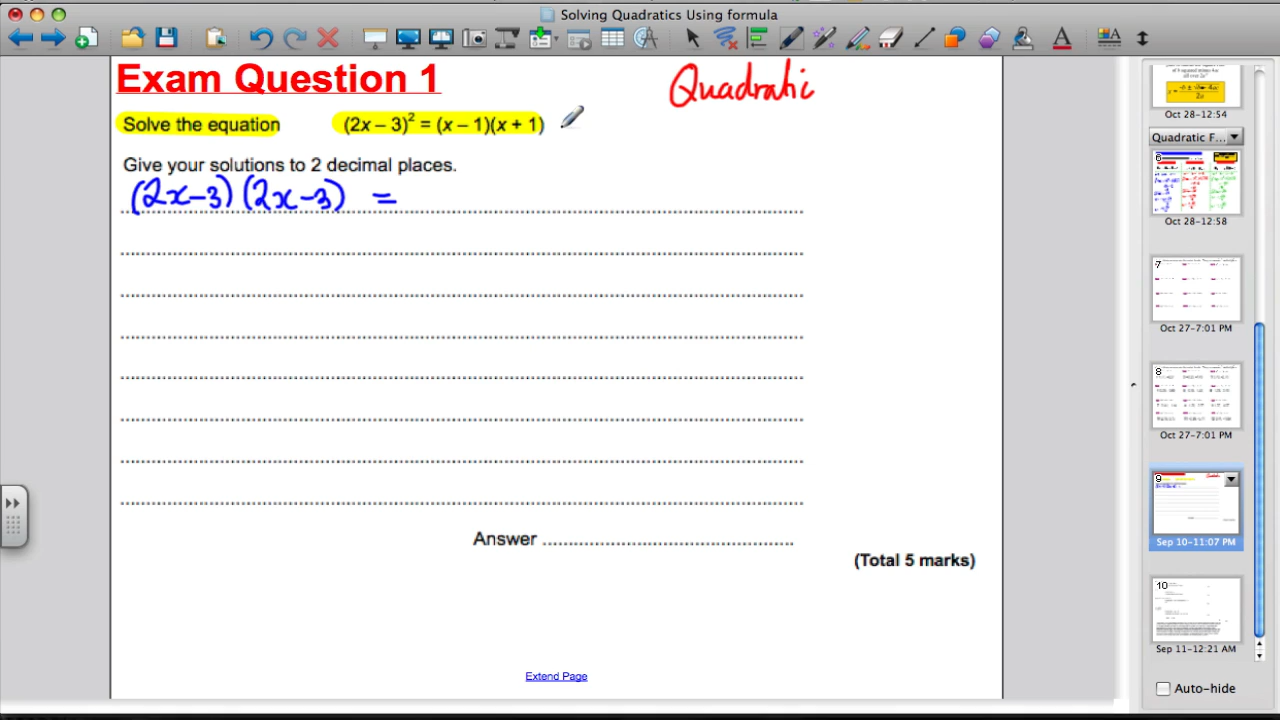 Solving Quadratics Using formula
Exam Question 1
Quadratic
Solve the equation (2x – 3)² = (x – 1)(x + 1)
Give your solutions to 2 decimal places.
(2x-3)(2x-3) =
Answer
(Total 5 marks)
Extend Page
Oct 28-12:54
Quadratic F...
6
Oct 28-12:58
7
Oct 27-7:01 PM
8
Oct 27-7:01 PM
9
Sep 10-11:07 PM
10
Sep 11-12:21 AM
Auto-hide